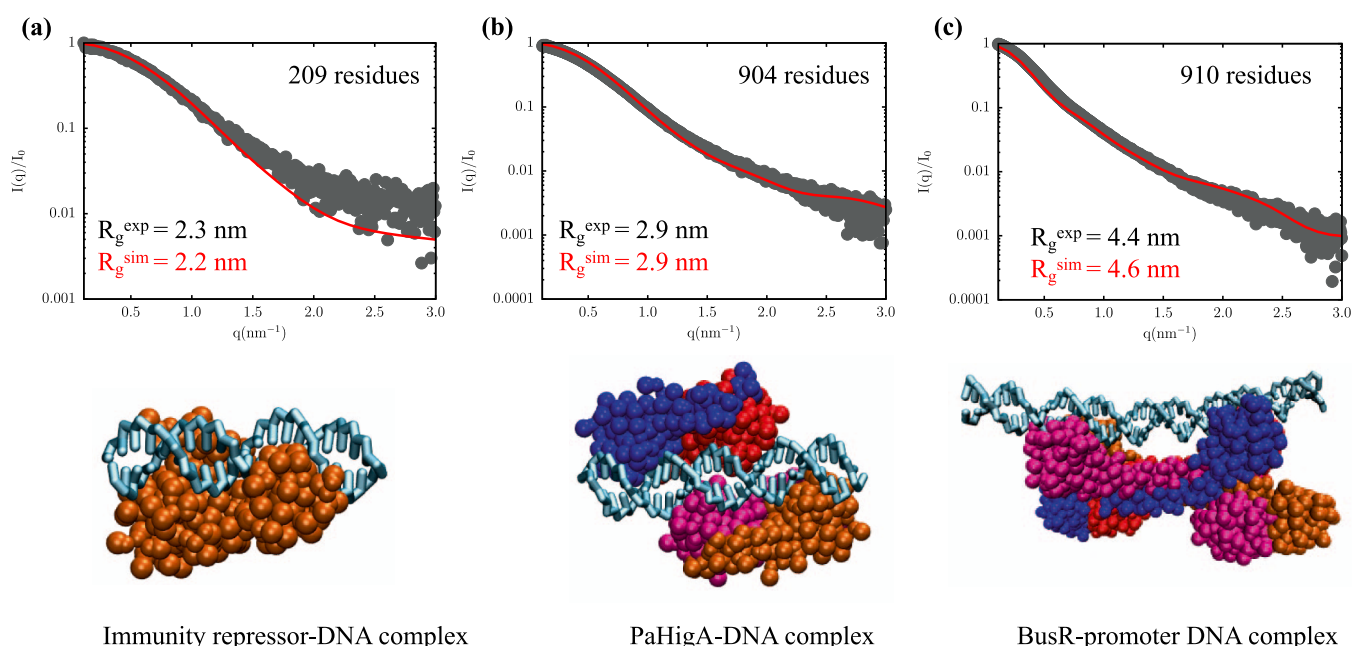 (a)
209 residues
I(q)/I₀
1
0.1
0.01
0.001
R_g^exp = 2.3 nm
R_g^sim = 2.2 nm
0.5 1.0 1.5 2.0 2.5 3.0
q(nm⁻¹)
Immunity repressor-DNA complex
(b)
904 residues
I(q)/I₀
1
0.1
0.01
0.001
0.0001
R_g^exp = 2.9 nm
R_g^sim = 2.9 nm
0.5 1.0 1.5 2.0 2.5 3.0
q(nm⁻¹)
PaHigA-DNA complex
(c)
910 residues
I(q)/I₀
1
0.1
0.01
0.001
0.0001
R_g^exp = 4.4 nm
R_g^sim = 4.6 nm
0.5 1.0 1.5 2.0 2.5 3.0
q(nm⁻¹)
BusR-promoter DNA complex